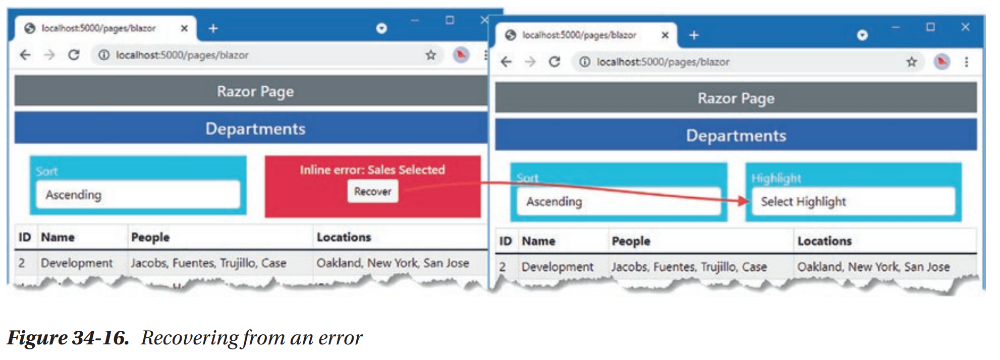 localhost:5000/pages/blazor
localhost:5000/pages/blazor
Razor Page
Departments
Sort
Ascending
Inline error: Sales Selected
Recover
ID Name People Locations
2 Development Jacobs, Fuentes, Trujillo, Case Oakland, New York, San Jose
localhost:5000/pages/blazor
localhost:5000/pages/blazor
Razor Page
Departments
Sort
Ascending
Highlight
Select Highlight
ID Name People Locations
2 Development Jacobs, Fuentes, Trujillo, Case Oakland, New York, San Jose
Figure 34-16. Recovering from an error